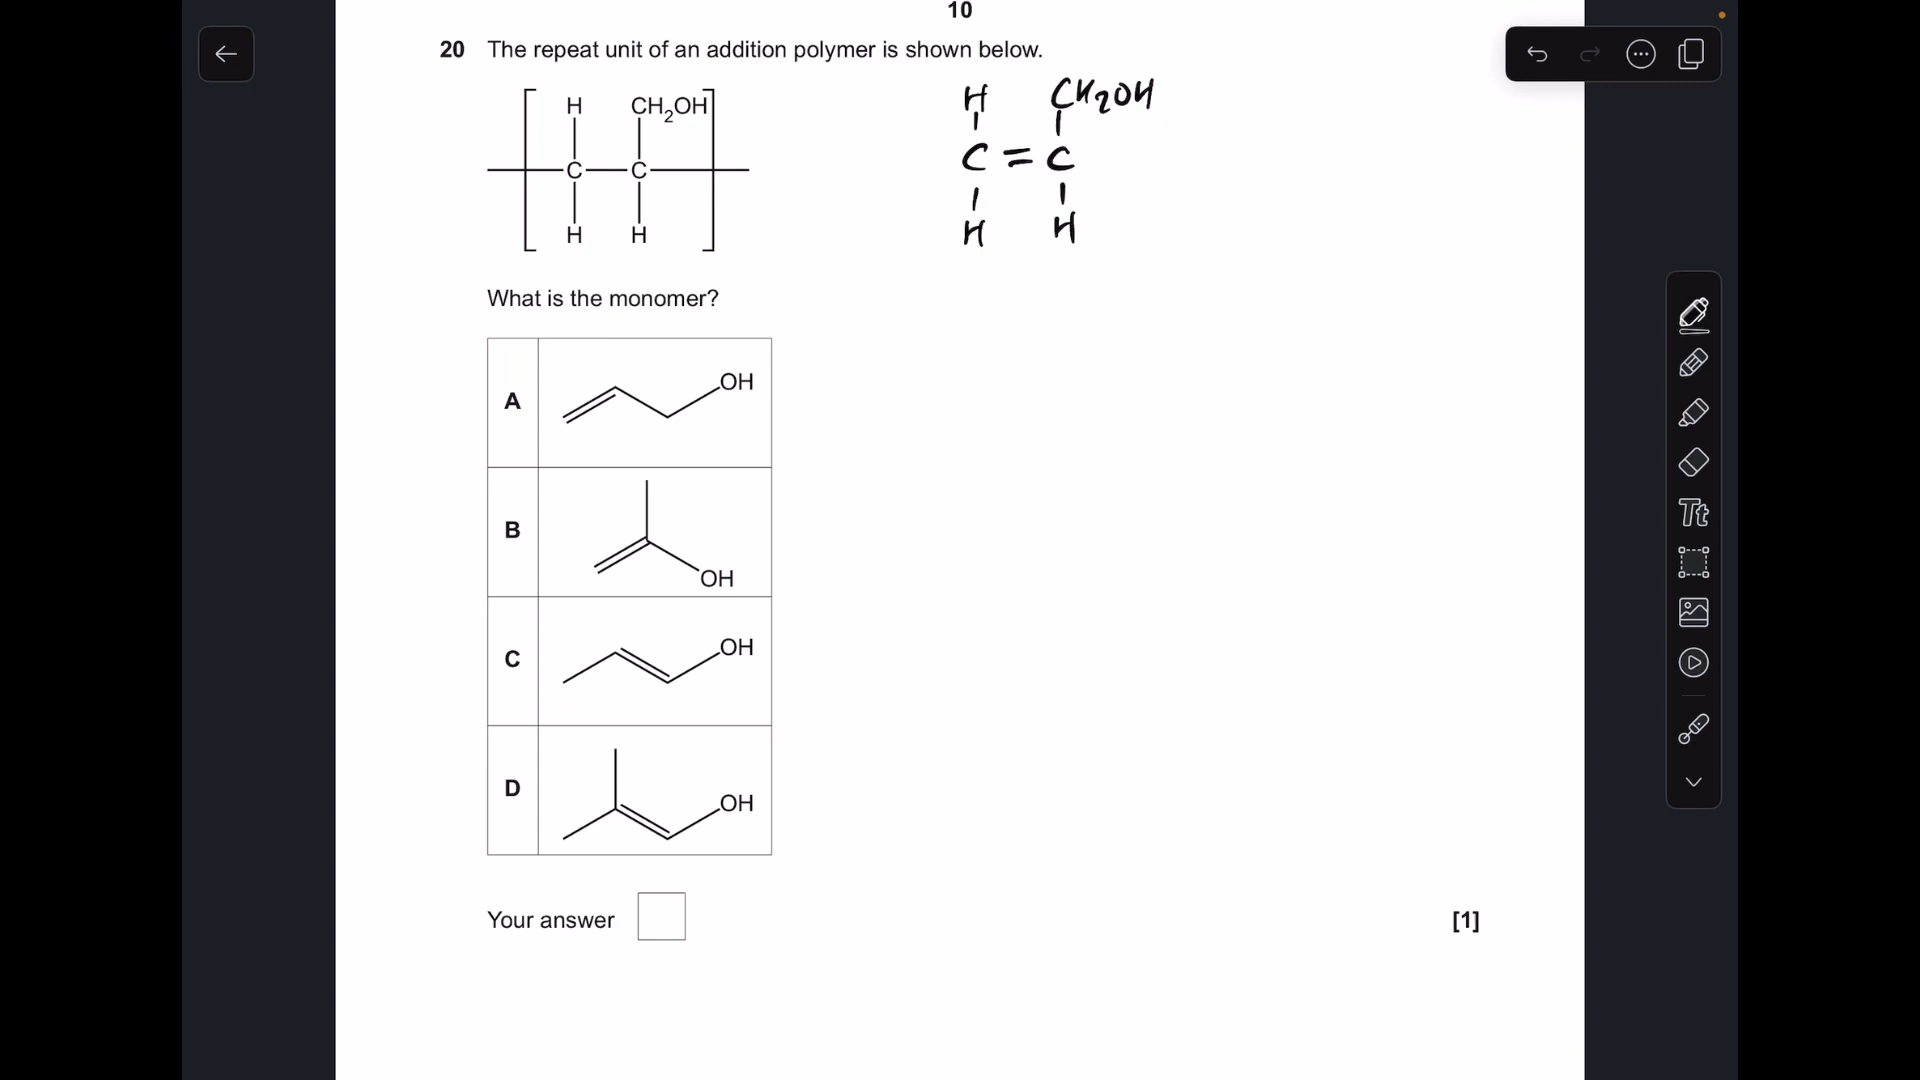 10
20 The repeat unit of an addition polymer is shown below.
H CH2OH
C C
H H
H CH2OH
C = C
H H
What is the monomer?
A OH
B OH
C OH
D OH
Your answer [1]
Tt